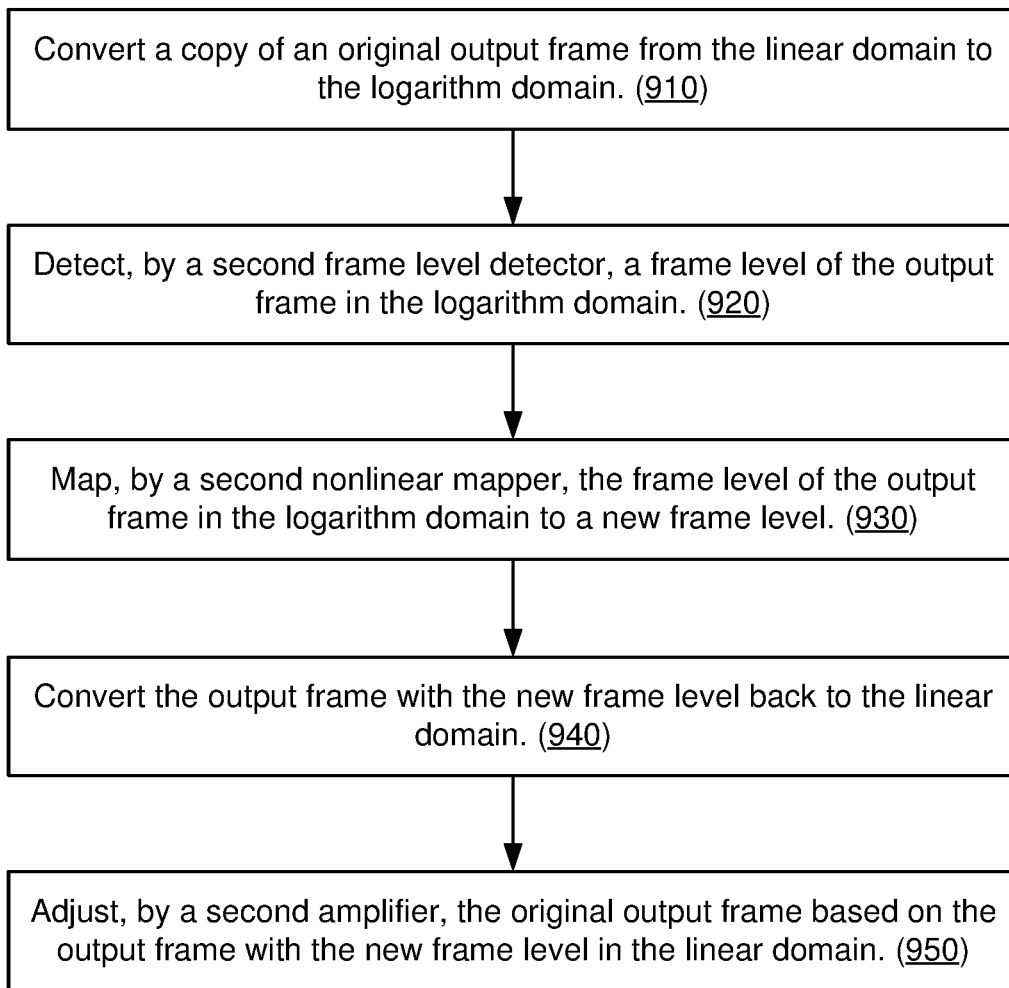 Convert a copy of an original output frame from the linear domain to
the logarithm domain. (910)
Detect, by a second frame level detector, a frame level of the output
frame in the logarithm domain. (920)
Map, by a second nonlinear mapper, the frame level of the output
frame in the logarithm domain to a new frame level. (930)
Convert the output frame with the new frame level back to the linear
domain. (940)
Adjust, by a second amplifier, the original output frame based on the
output frame with the new frame level in the linear domain. (950)